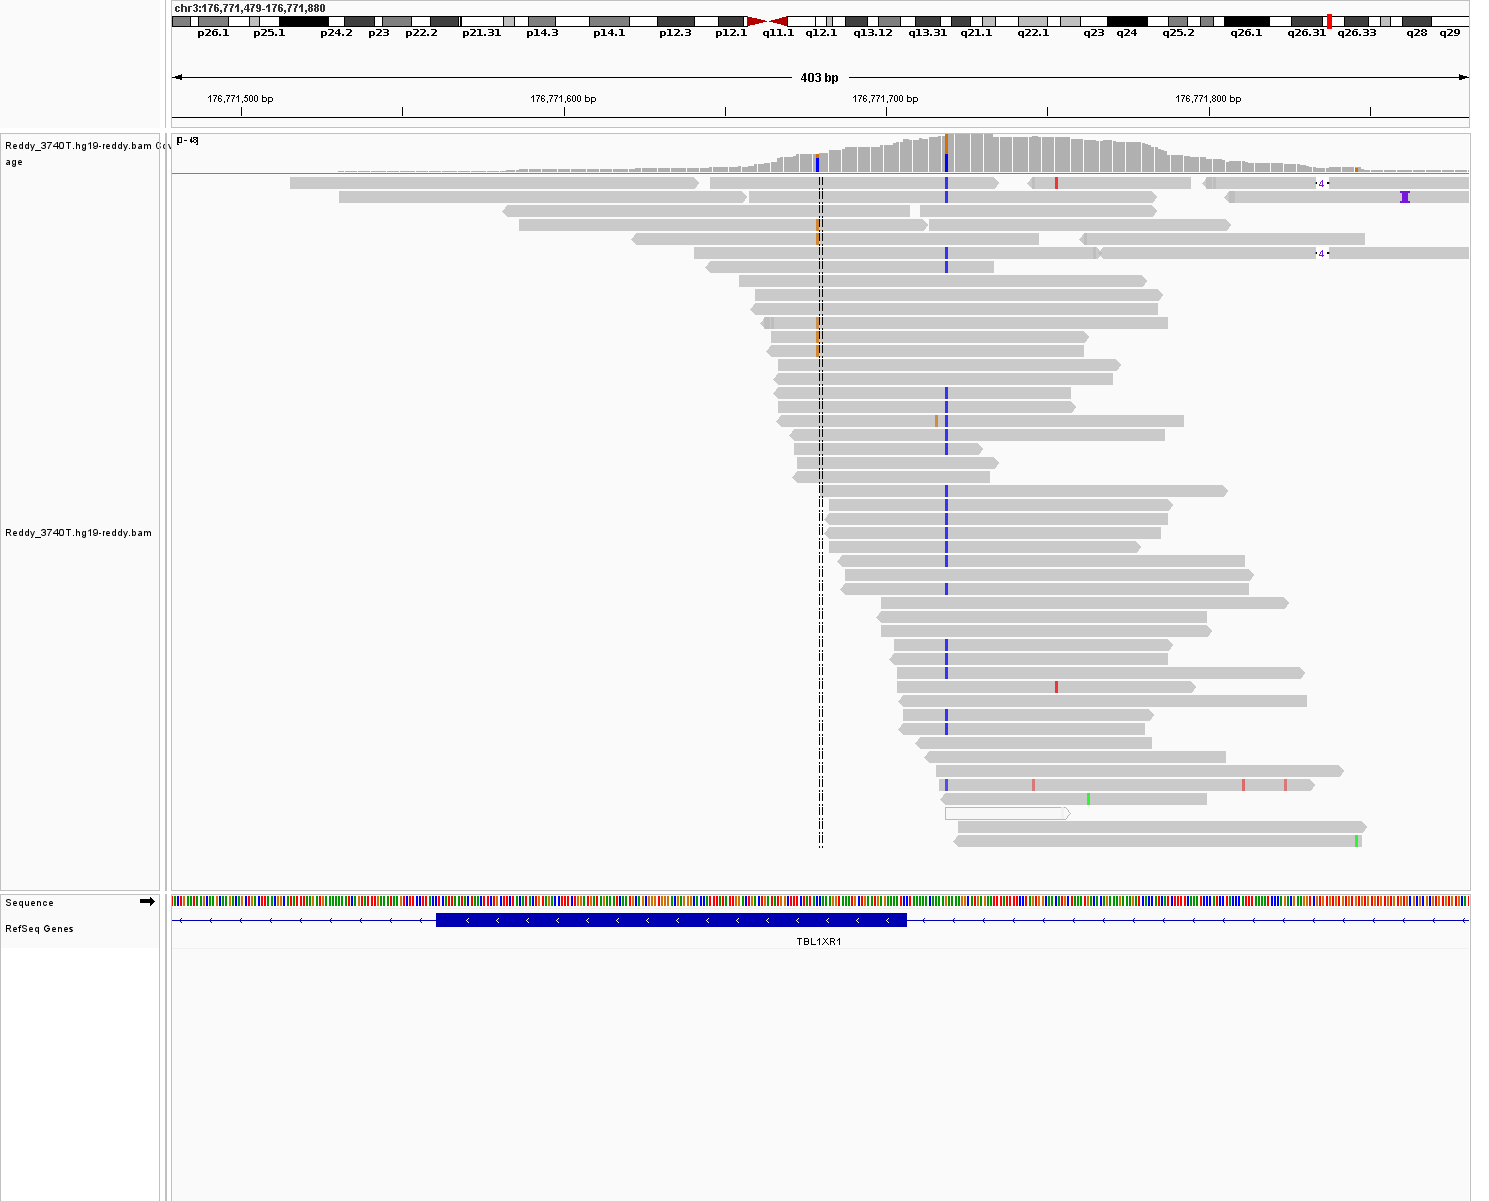 chr3:176,771,479-176,771,880
p26.1 p25.1 p24.2 p23 p22.2 p21.31 p14.3 p14.1 p12.3 p12.1 q11.1 q12.1 q13.12 q13.31 q21.1 q22.1 q23 q24 q25.2 q26.1 q26.31 q26.33 q28 q29
403 bp
176,771,500 bp 176,771,600 bp 176,771,700 bp 176,771,800 bp
Reddy_3740T.hg19-reddy.bam Cov
age
4
4
Reddy_3740T.hg19-reddy.bam
Sequence
RefSeq Genes
TBL1XR1